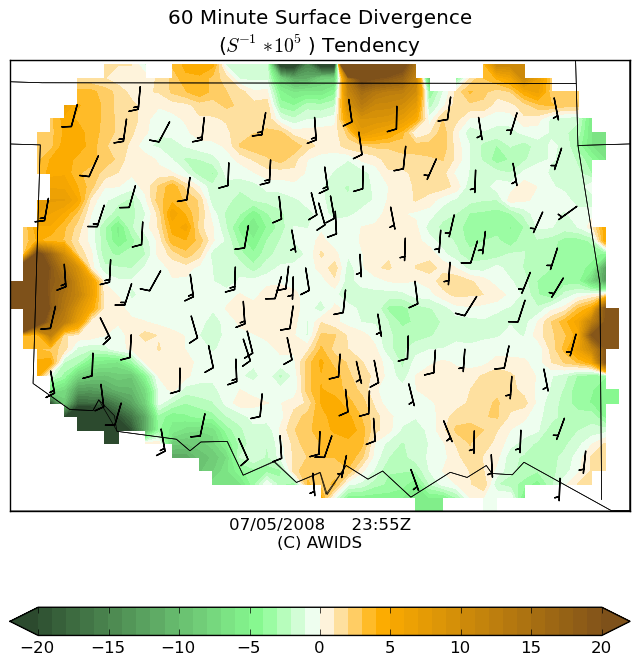 60 Minute Surface Divergence
(S⁻¹ *10⁵ ) Tendency
07/05/2008 23:55Z
(C) AWIDS
−20 −15 −10 −5 0 5 10 15 20